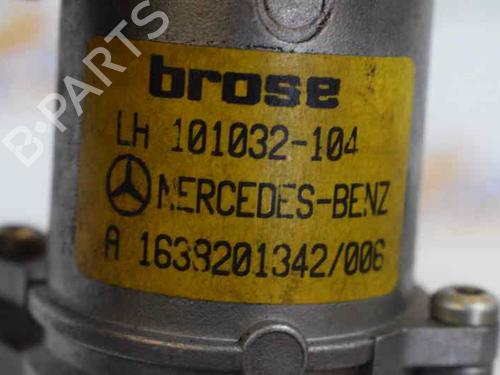 B-PARTS
brose
LH 101032-104
MERCEDES-BENZ
A 1638201342/006